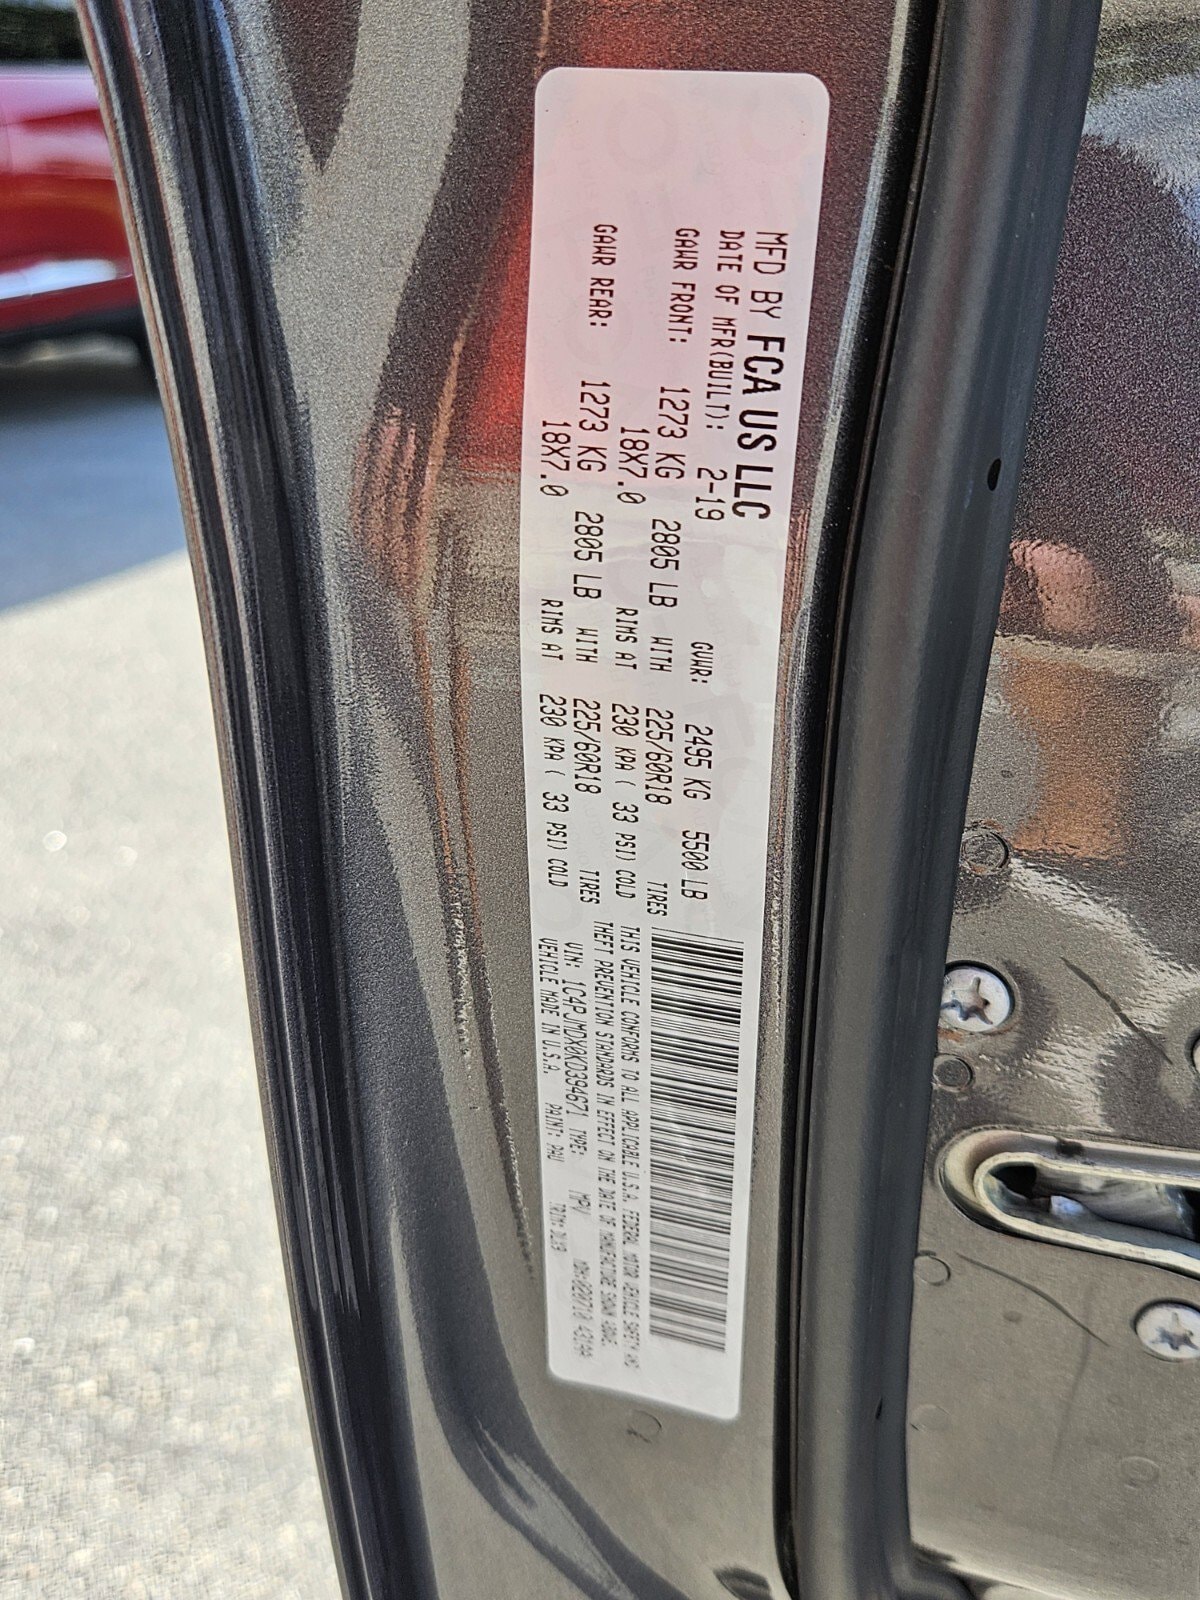 MFD BY FCA US LLC
DATE OF MFR(BUILT): 2-19 GVWR: 2495 KG 5500 LB
GAWR FRONT: 1273 KG 2805 LB WITH 225/60R18 TIRES
18X7.0 RIMS AT 230 KPA ( 33 PSI) COLD
GAWR REAR: 1273 KG 2805 LB WITH 225/60R18 TIRES
18X7.0 RIMS AT 230 KPA ( 33 PSI) COLD
THIS VEHICLE CONFORMS TO ALL APPLICABLE U.S.A. FEDERAL MOTOR VEHICLE SAFETY AND
THEFT PREVENTION STANDARDS IN EFFECT ON THE DATE OF MANUFACTURE SHOWN ABOVE.
VIN: 1C4PJMDX0KD394671 TYPE: MPV
VEHICLE MADE IN U.S.A. PAINT: PAU TRIM: